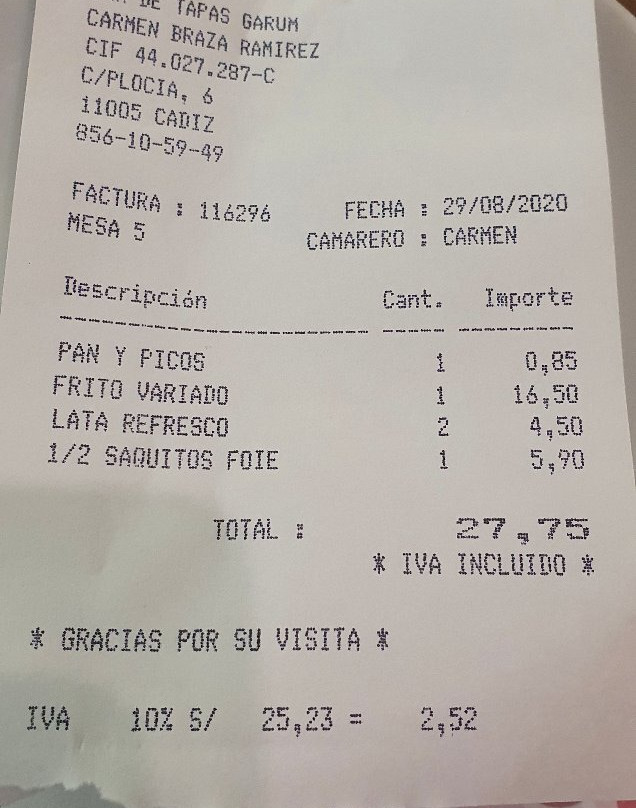 DE TAPAS GARUM
CARMEN BRAZA RAMIREZ
CIF 44.027.287-C
C/PLOCIA, 6
11005 CADIZ
856-10-59-49
FACTURA : 116296 FECHA : 29/08/2020
MESA 5 CAMARERO : CARMEN
Descripción Cant. Importe
PAN Y PICOS 1 0,85
FRITO VARIADO 1 16,50
LATA REFRESCO 2 4,50
1/2 SAQUITOS FOIE 1 5,90
TOTAL : 27,75
* IVA INCLUIDO *
* GRACIAS POR SU VISITA *
IVA 10% S/ 25,23 = 2,52